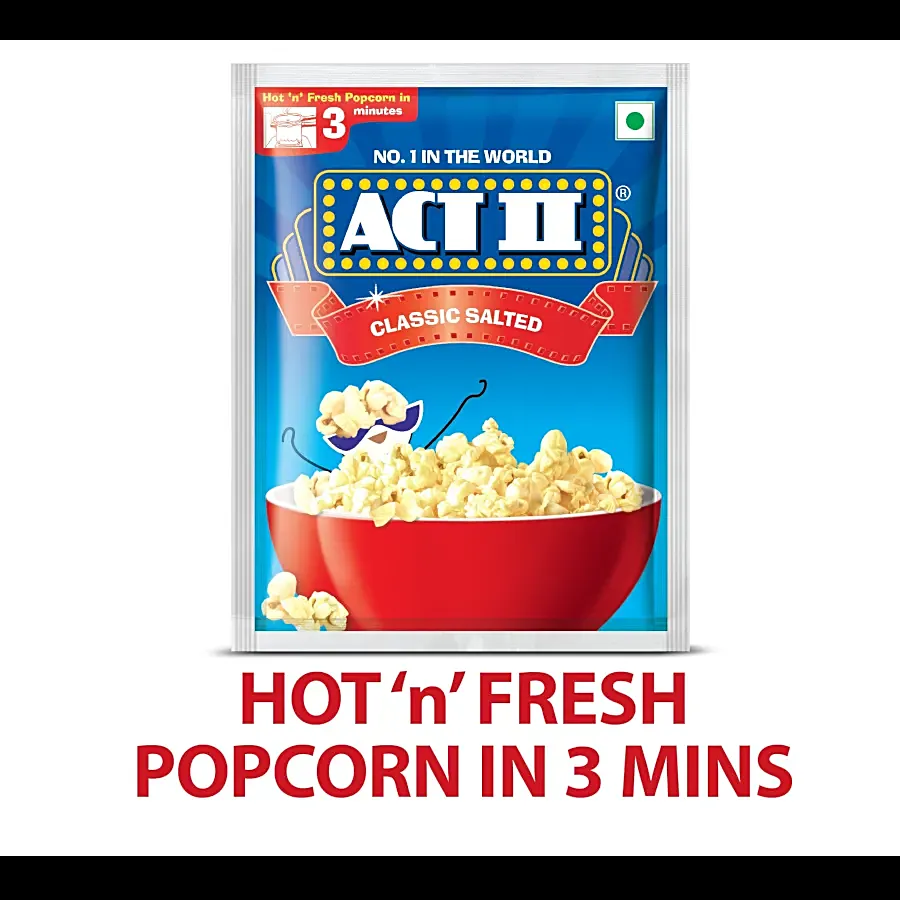 Hot 'n' Fresh Popcorn in
3 minutes
NO. 1 IN THE WORLD
ACT II®
CLASSIC SALTED
HOT ‘n’ FRESH
POPCORN IN 3 MINS